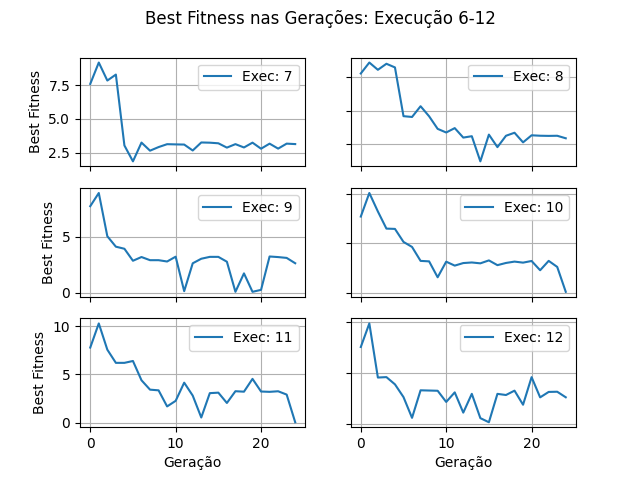 Best Fitness nas Gerações: Execução 6-12
Best Fitness
7.5
5.0
2.5
Exec: 7
Exec: 8
Best Fitness
5
0
Exec: 9
Exec: 10
Best Fitness
10
5
0
Exec: 11
Exec: 12
0 10 20
0 10 20
Geração
Geração